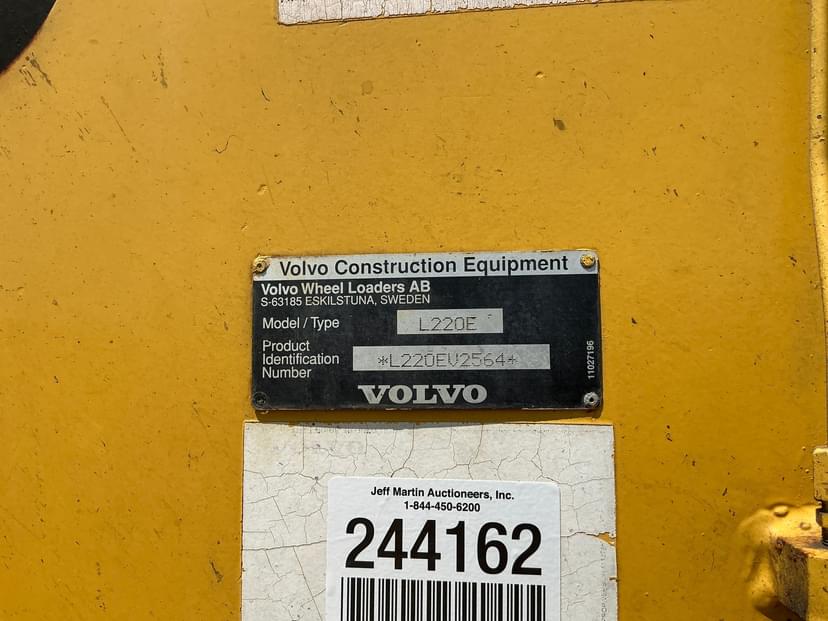 Volvo Construction Equipment
Volvo Wheel Loaders AB
S-63185 ESKILSTUNA, SWEDEN
Model / Type L220E
Product
Identification *L220EV2564*
Number
VOLVO
11027196
Jeff Martin Auctioneers, Inc.
1-844-450-6200
244162